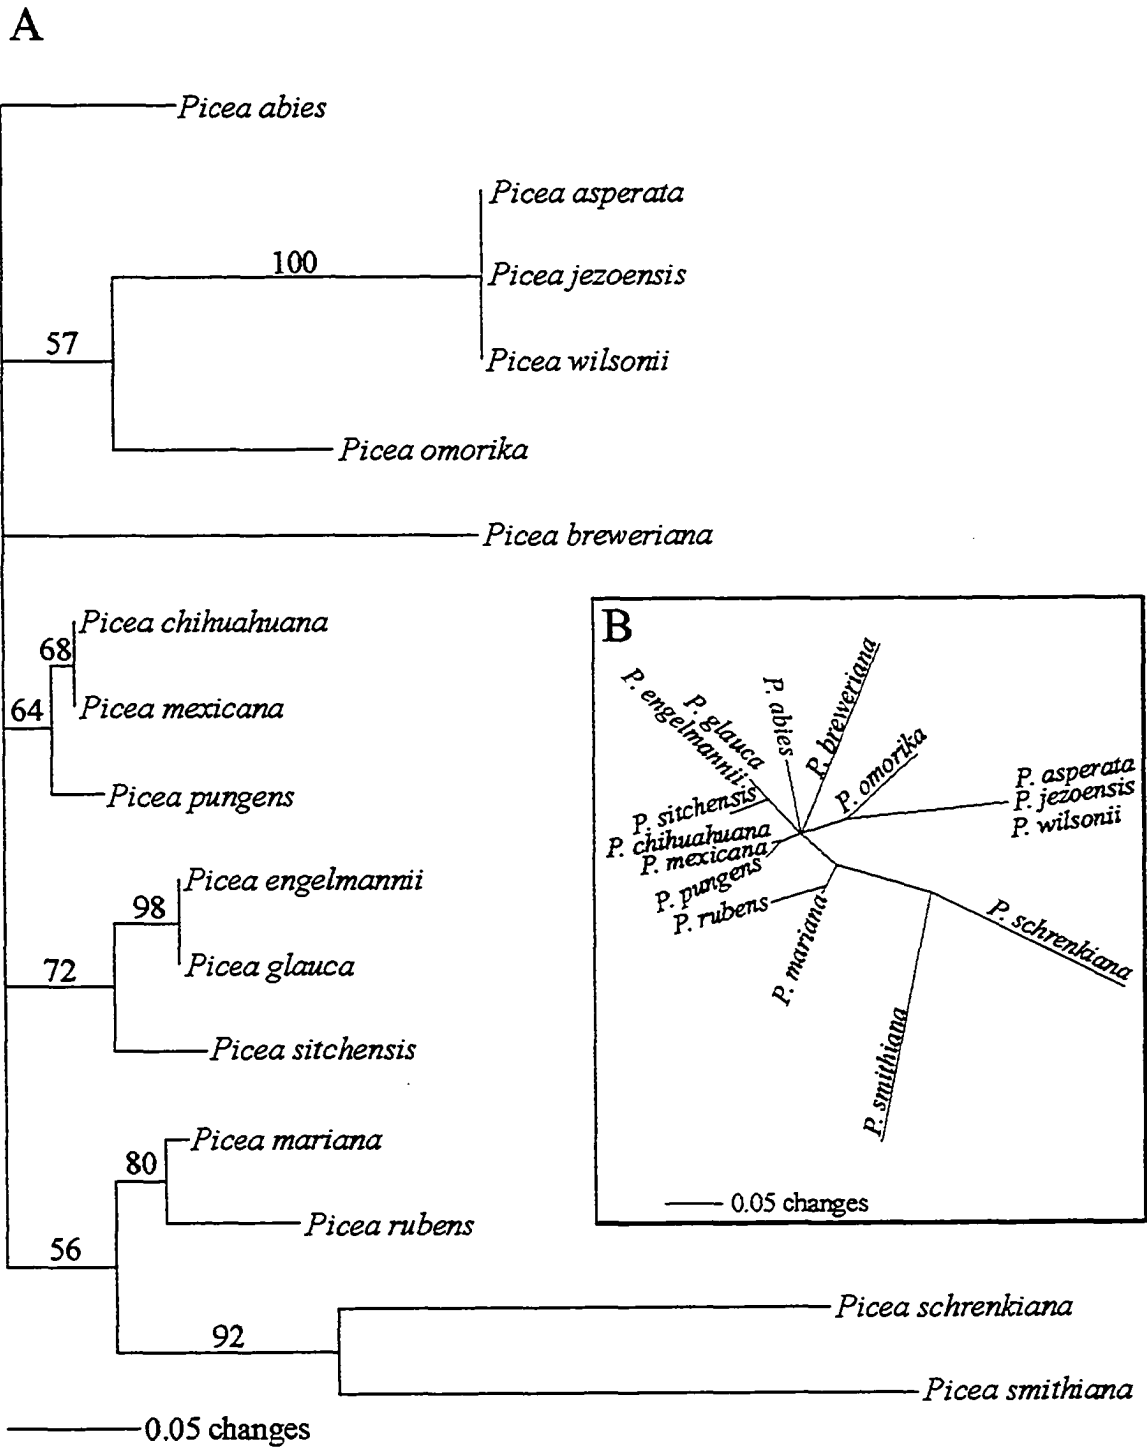 A
Picea abies
Picea asperata
100
Picea jezoensis
57
Picea wilsonii
Picea omorika
Picea breweriana
Picea chihuahuana
68
64
Picea mexicana
Picea pungens
Picea engelmannii
98
Picea glauca
72
Picea sitchensis
Picea mariana
80
Picea rubens
56
Picea schrenkiana
92
Picea smithiana
0.05 changes
B
P. engelmannii
P. glauca
P. abies
P. breweriana
P. omorika
P. asperata
P. jezoensis
P. wilsonii
P. sitchensis
P. chihuahuana
P. mexicana
P. pungens
P. rubens
P. mariana
P. smithiana
P. schrenkiana
0.05 changes